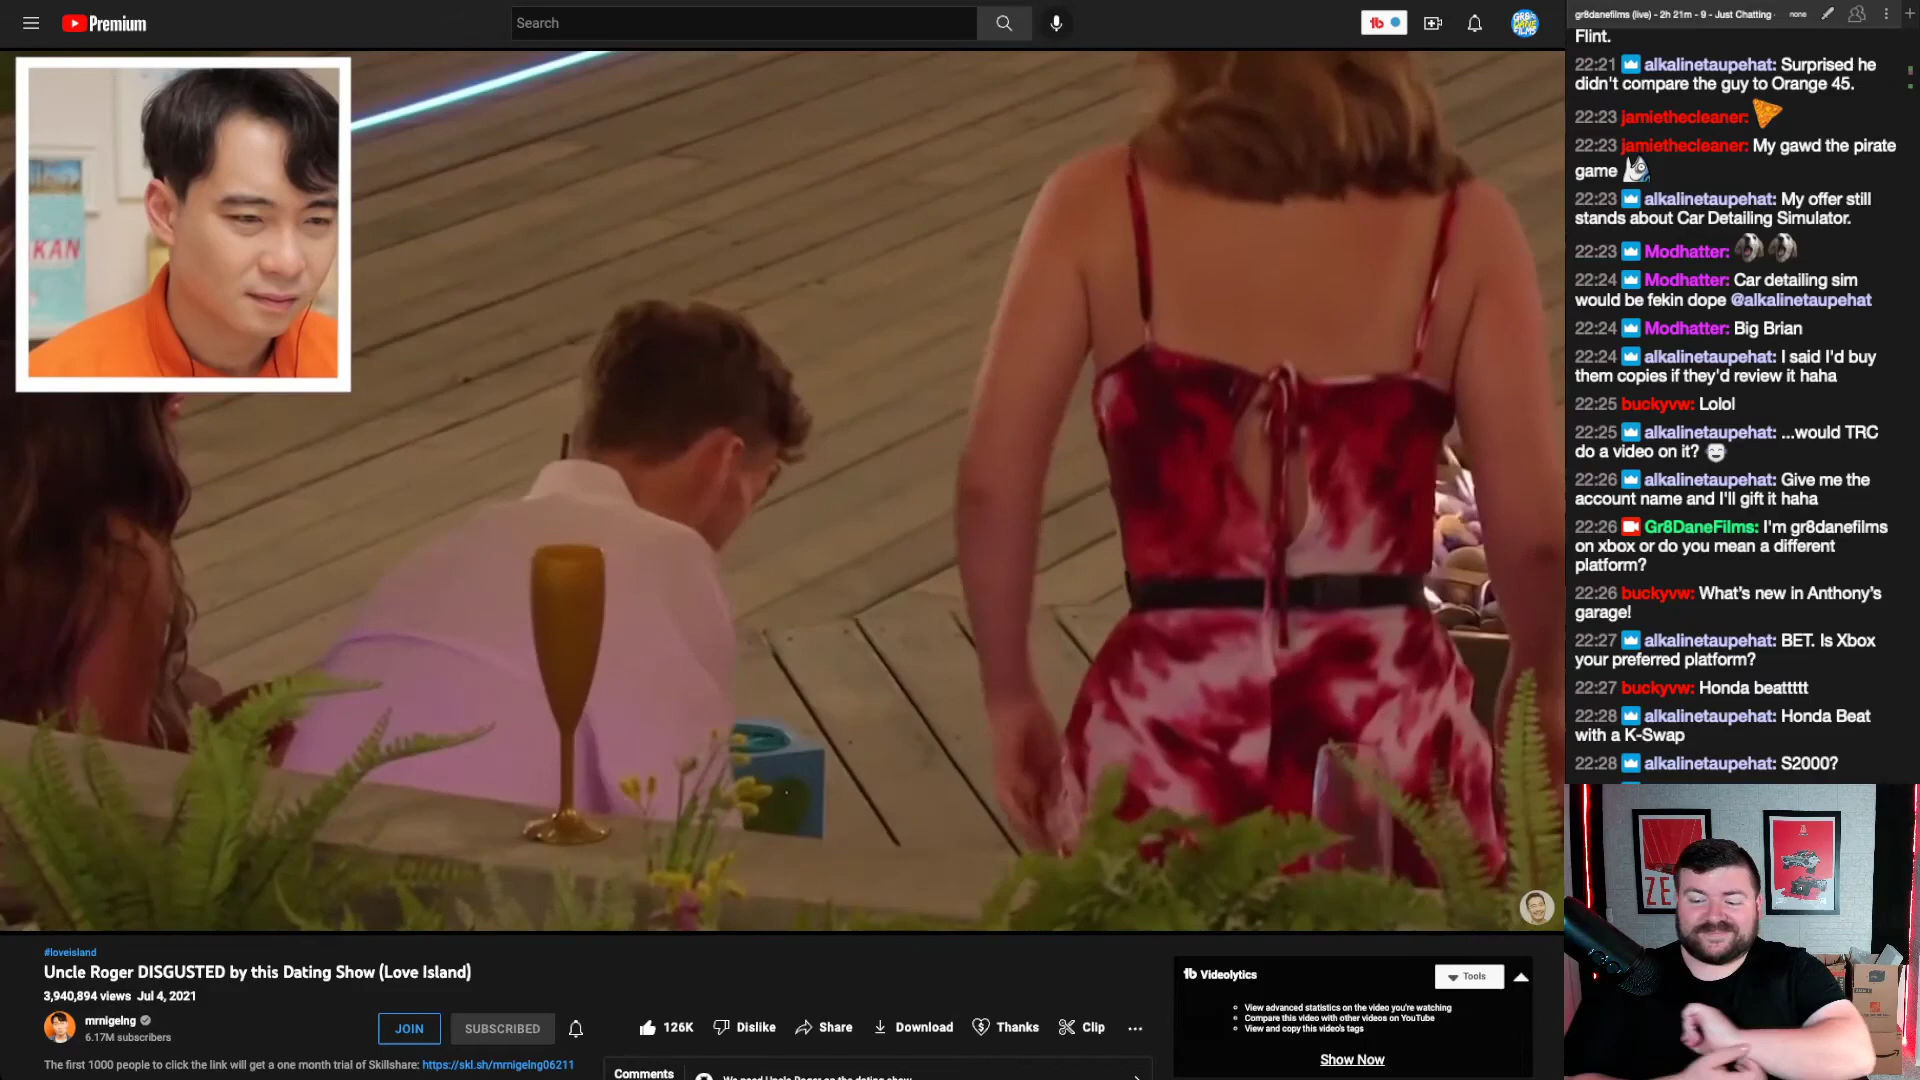 Premium
Search
gr8danefilms (live) - 2h 21m - 9 - Just Chatting
none
KAN
Flint.
22:21 alkalinetaupehat: Surprised he
didn't compare the guy to Orange 45.
22:23 jamiethecleaner:
22:23 jamiethecleaner: My gawd the pirate
game
22:23 alkalinetaupehat: My offer still
stands about Car Detailing Simulator.
22:23 Modhatter:
22:24 Modhatter: Car detailing sim
would be fekin dope @alkalinetaupehat
22:24 Modhatter: Big Brian
22:24 alkalinetaupehat: I said I'd buy
them copies if they'd review it haha
22:25 buckyvw: Lolol
22:25 alkalinetaupehat: ...would TRC
do a video on it?
22:26 alkalinetaupehat: Give me the
account name and I'll gift it haha
22:26 Gr8DaneFilms: I'm gr8danefilms
on xbox or do you mean a different
platform?
22:26 buckyvw: What's new in Anthony's
garage!
22:27 alkalinetaupehat: BET. Is Xbox
your preferred platform?
22:27 buckyvw: Honda beattttt
22:28 alkalinetaupehat: Honda Beat
with a K-Swap
22:28 alkalinetaupehat: S2000?
#loveisland
Uncle Roger DISGUSTED by this Dating Show (Love Island)
3,940,894 views Jul 4, 2021
mrnigelng
6.17M subscribers
JOIN
SUBSCRIBED
126K
Dislike
Share
Download
Thanks
Clip
The first 1000 people to click the link will get a one month trial of Skillshare: https://skl.sh/mrnigelng06211
Comments
We need Uncle Roger on the dating show
tb Videolytics
Tools
View advanced statistics on the video you're watching
Compare this video with other videos on YouTube
View and copy this video's tags
Show Now
ZE